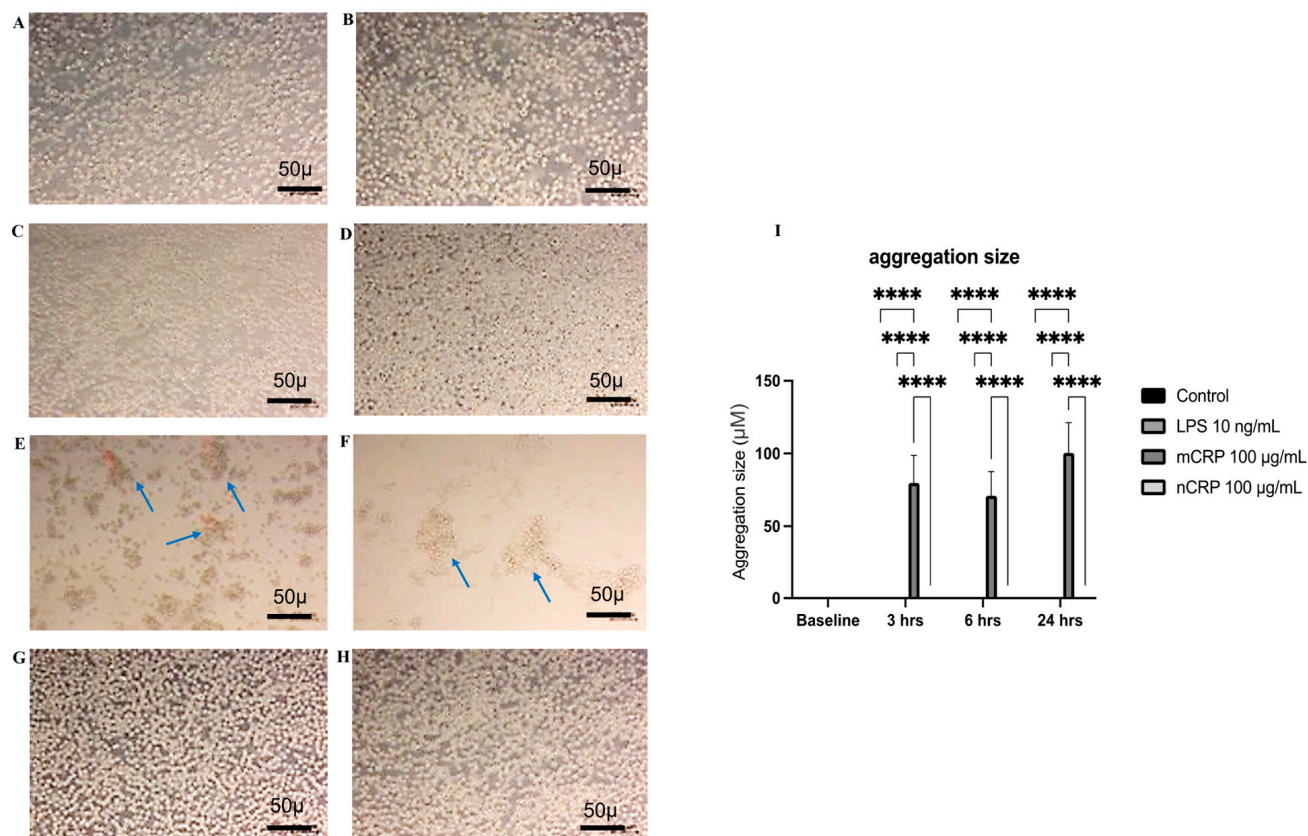 A
50μ
B
50μ
C
50μ
D
50μ
E
50μ
F
50μ
G
50μ
H
50μ
I
aggregation size
**** **** ****
**** **** ****
**** **** ****
Aggregation size (μM)
150
100
50
0
Baseline 3 hrs 6 hrs 24 hrs
Control
LPS 10 ng/mL
mCRP 100 μg/mL
nCRP 100 μg/mL